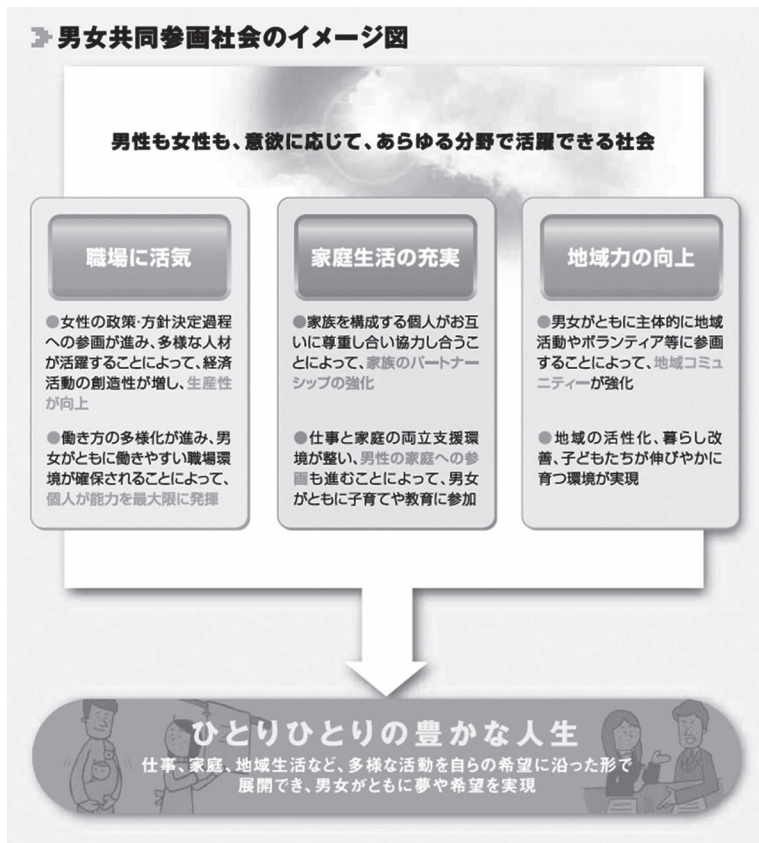 男女共同参画社会のイメージ図
男性も女性も、意欲に応じて、あらゆる分野で活躍できる社会
職場に活気
●女性の政策・方針決定過程
への参画が進み、多様な人材
が活躍することによって、経済
活動の創造性が増し、生産性
が向上
●働き方の多様化が進み、男
女がともに働きやすい職場環
境が確保されることによって、
個人が能力を最大限に発揮
家庭生活の充実
●家族を構成する個人がお互
いに尊重し合い協力し合うこ
とによって、家族のパートナー
シップの強化
●仕事と家庭の両立支援環
境が整い、男性の家庭への参
画も進むことによって、男女
がともに子育てや教育に参加
地域力の向上
●男女がともに主体的に地域
活動やボランティア等に参画
することによって、地域コミュ
ニティーが強化
●地域の活性化、暮らし改
善、子どもたちが伸びやかに
育つ環境が実現
ひとりひとりの豊かな人生
仕事、家庭、地域生活など、多様な活動を自らの希望に沿った形で
展開でき、男女がともに夢や希望を実現